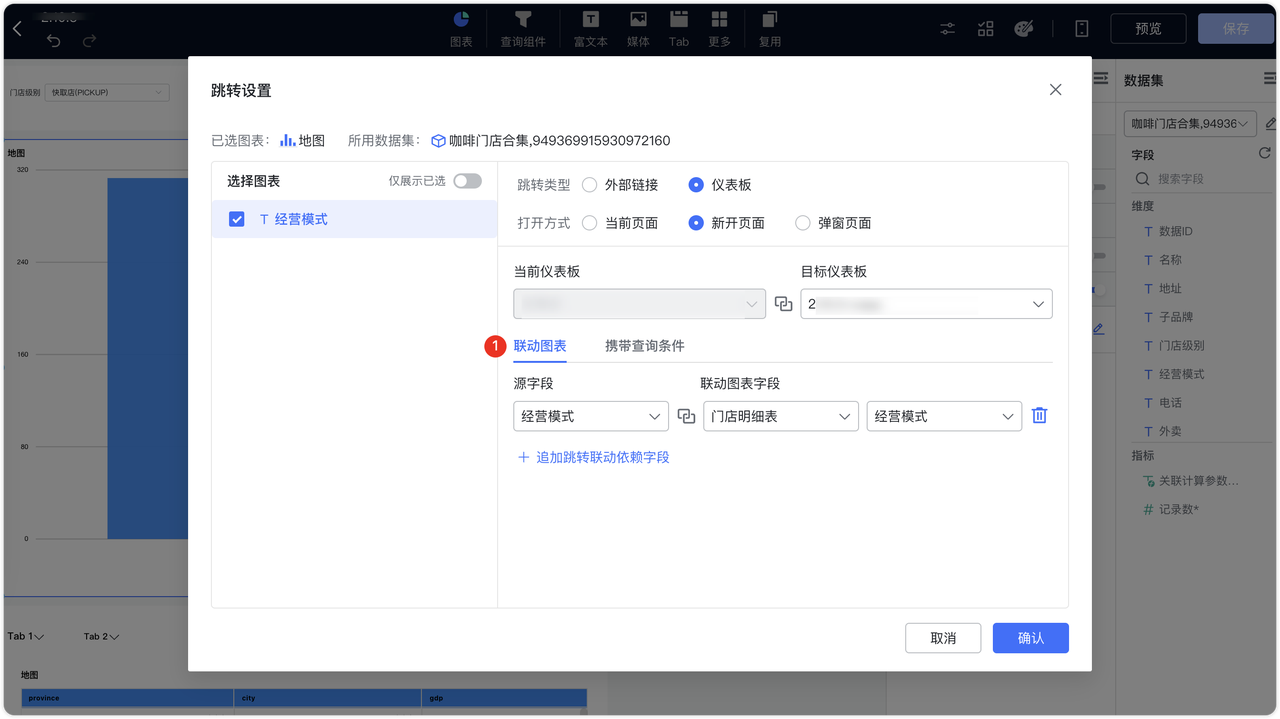 图表
查询组件
富文本
媒体
Tab
更多
复用
预览
保存
门店级别
快取店(PICKUP)
地图
320
240
160
80
0
Tab 1
Tab 2
地图
province
city
gdp
跳转设置
已选图表：
地图
所用数据集：
咖啡门店合集,949369915930972160
选择图表
仅展示已选
T 经营模式
跳转类型
外部链接
仪表板
打开方式
当前页面
新开页面
弹窗页面
当前仪表板
目标仪表板
2
1
联动图表
携带查询条件
源字段
联动图表字段
经营模式
门店明细表
经营模式
+ 追加跳转联动依赖字段
取消
确认
数据集
咖啡门店合集,94936
字段
搜索字段
维度
T 数据ID
T 名称
T 地址
T 子品牌
T 门店级别
T 经营模式
T 电话
T 外卖
指标
关联计算参数...
# 记录数*